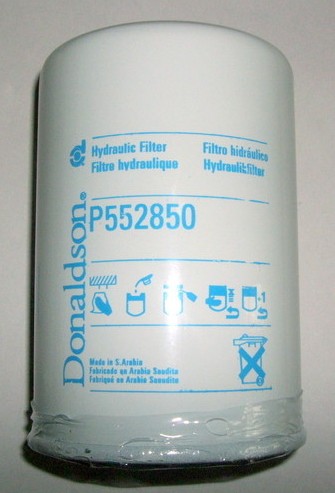 Hydraulic Filter
Filtre hydraulique
Filtro hidráulico
Hydraulikfilter
Donaldson®
P552850
Made in S.Arabia
Fabricado en Arabia Saudita
Fabriqué en Arabie Saoudite